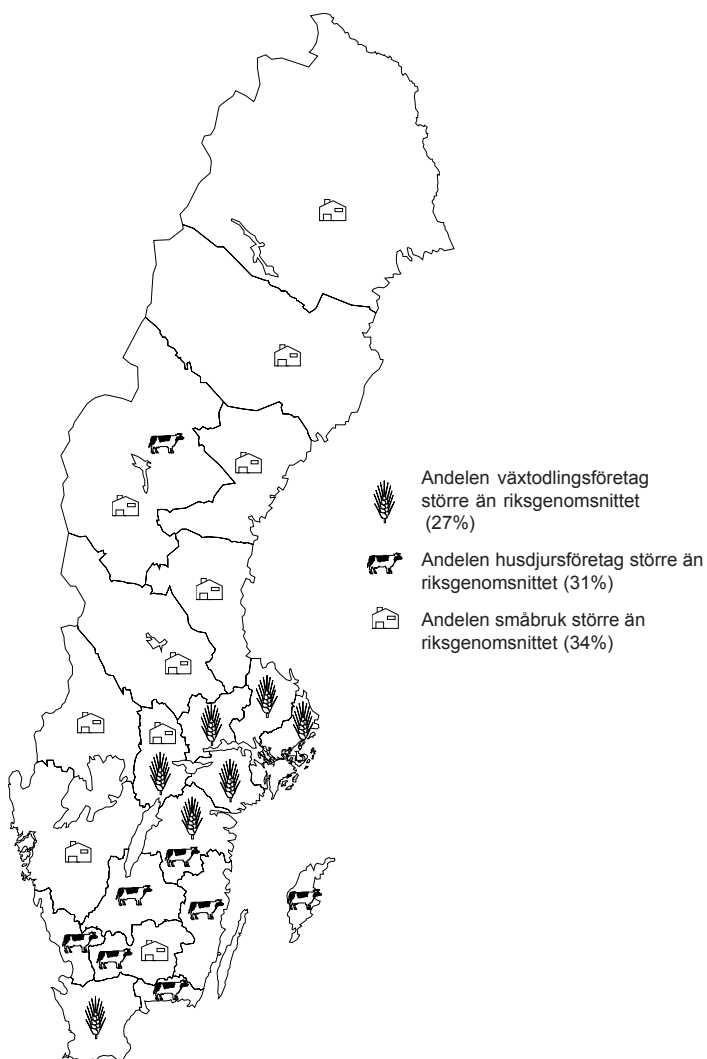 Andelen växtodlingsföretag
större än riksgenomsnittet
(27%)
Andelen husdjursföretag större än
riksgenomsnittet (31%)
Andelen småbruk större än
riksgenomsnittet (34%)